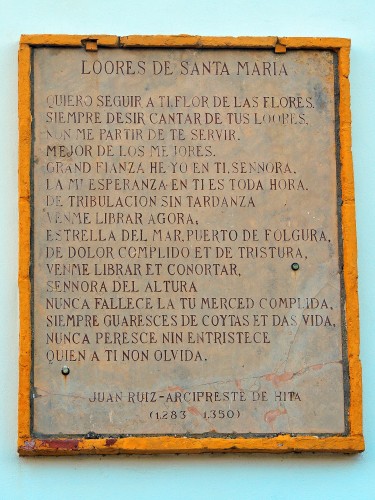 LOORES DE SANTA MARIA
QUIERO SEGUIR A TI, FLOR DE LAS FLORES.
SIEMPRE DESIR, CANTAR DE TUS LOORES,
NON ME PARTIR DE TE SERVIR.
MEJOR DE LOS MEJORES.
GRAND FIANZA HE YO EN TI, SENNORA,
LA MI ESPERANZA EN TI ES TODA HORA.
DE TRIBULACION SIN TARDANZA
VENME LIBRAR AGORA,
ESTRELLA DEL MAR, PUERTO DE FOLGURA,
DE DOLOR COMPLIDO ET DE TRISTURA,
VENME LIBRAR ET CONORTAR,
SENNORA DEL ALTURA
NUNCA FALLECE LA TU MERCED COMPLIDA,
SIEMPRE GUARESCES DE COYTAS ET DAS VIDA,
NUNCA PERESCE NIN ENTRISTECE
QUIEN A TI NON OLVIDA.
JUAN RUIZ-ARCIPRESTE DE HITA
(1.283 1.350)